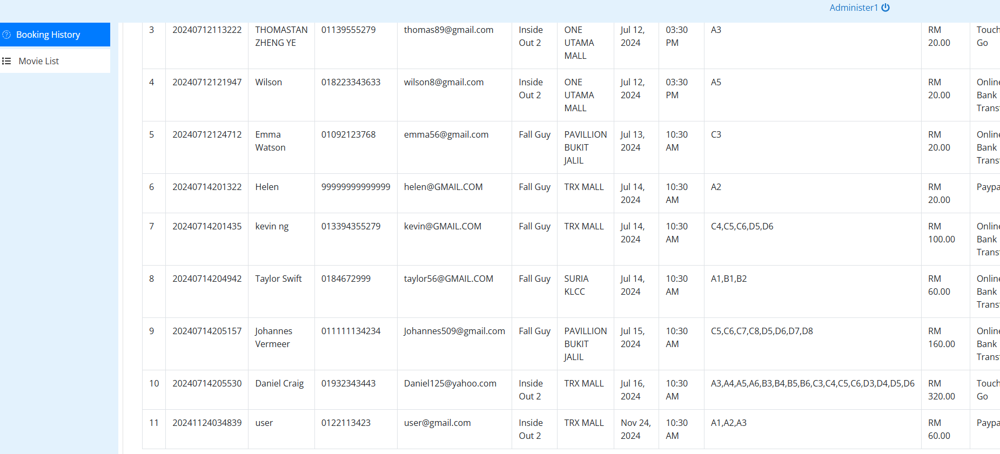 Administer1
Booking History
Movie List
3 20240712113222 THOMASTAN 01139555279 thomas89@gmail.com Inside ONE Jul 12, 03:30 A3 RM Touch
ZHENG YE Out 2 UTAMA 2024 PM 20.00 Go
MALL
4 20240712121947 Wilson 018223343633 wilson8@gmail.com Inside ONE Jul 12, 03:30 A5 RM
Out 2 UTAMA 2024 PM 20.00 Bank
MALL
5 20240712124712 Emma 01092123768 emma56@gmail.com Fall Guy PAVILLION Jul 13, 10:30 C3 RM
Watson BUKIT 2024 AM 20.00 Bank
JALIL
6 20240714201322 Helen 99999999999999 helen@GMAIL.COM Fall Guy TRX MALL Jul 14, 10:30 A2 RM
2024 AM 20.00
7 20240714201435 kevin ng 013394355279 kevin@GMAIL.COM Fall Guy TRX MALL Jul 14, 10:30 C4,C5,C6,D5,D6 RM
2024 AM 100.00 Bank
8 20240714204942 Taylor Swift 0184672999 taylor56@GMAIL.COM Fall Guy SURIA Jul 14, 10:30 A1,B1,B2 RM
KLCC 2024 AM 60.00 Bank
9 20240714205157 Johannes 011111134234 Johannes509@gmail.com Fall Guy PAVILLION Jul 15, 10:30 C5,C6,C7,C8,D5,D6,D7,D8 RM
Vermeer BUKIT 2024 AM 160.00 Bank
JALIL
10 20240714205530 Daniel Craig 01932343443 Daniel125@yahoo.com Inside TRX MALL Jul 16, 10:30 A3,A4,A5,A6,B3,B4,B5,B6,C3,C4,C5,C6,D3,D4,D5,D6 RM Touch
Out 2 2024 AM 320.00 Go
11 20241124034839 user 0122113423 user@gmail.com Inside TRX MALL Nov 24, 10:30 A1,A2,A3 RM
Out 2 2024 AM 60.00